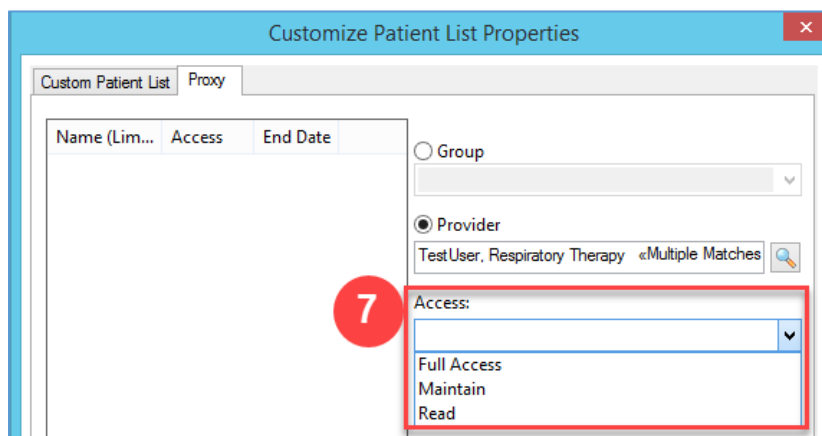 Customize Patient List Properties
Custom Patient List Proxy
Name (Lim... Access End Date
Group
Provider
TestUser, Respiratory Therapy «Multiple Matches
7
Access:
Full Access
Maintain
Read